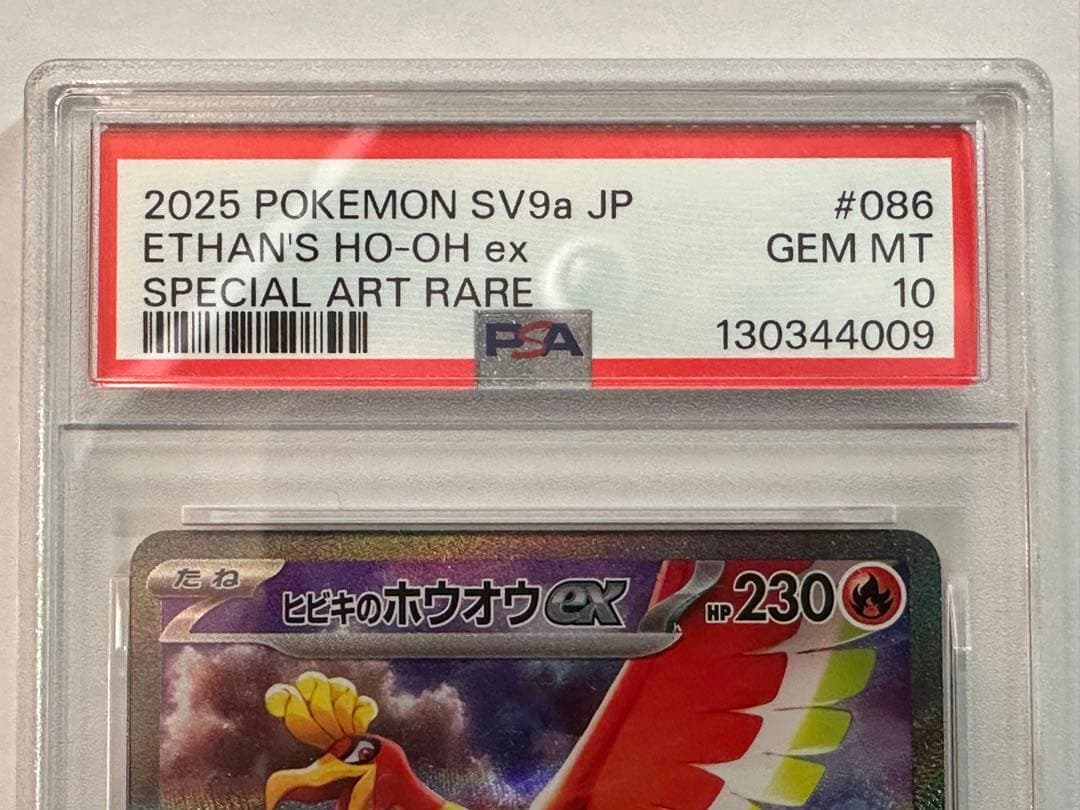 2025 POKEMON SV9a JP #086
ETHAN'S HO-OH ex GEM MT
SPECIAL ART RARE 10
PSA 130344009
たね ヒビキのホウオウex HP230